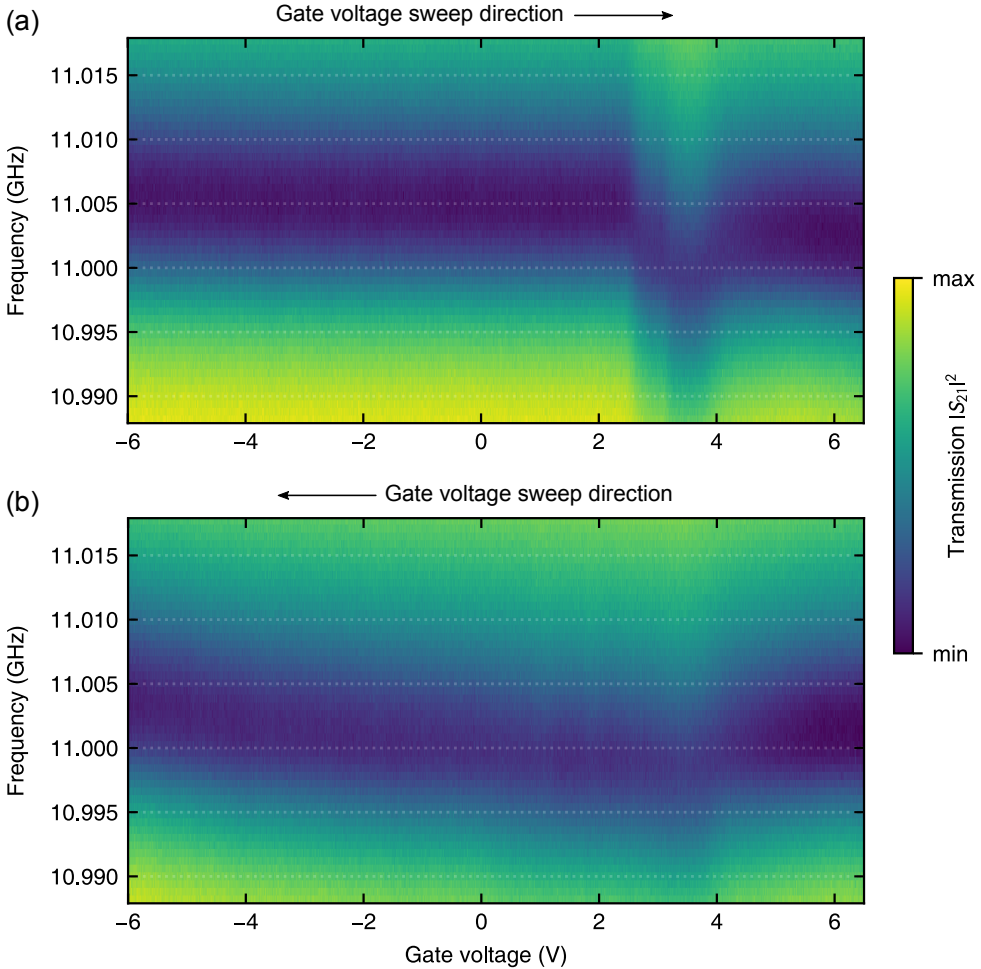 Gate voltage sweep direction
(a)
11.015
11.010
11.005
11.000
10.995
10.990
Frequency (GHz)
−6 −4 −2 0 2 4 6
(b)
Gate voltage sweep direction
11.015
11.010
11.005
11.000
10.995
10.990
Frequency (GHz)
−6 −4 −2 0 2 4 6
Gate voltage (V)
max
Transmission |S₂₁|²
min